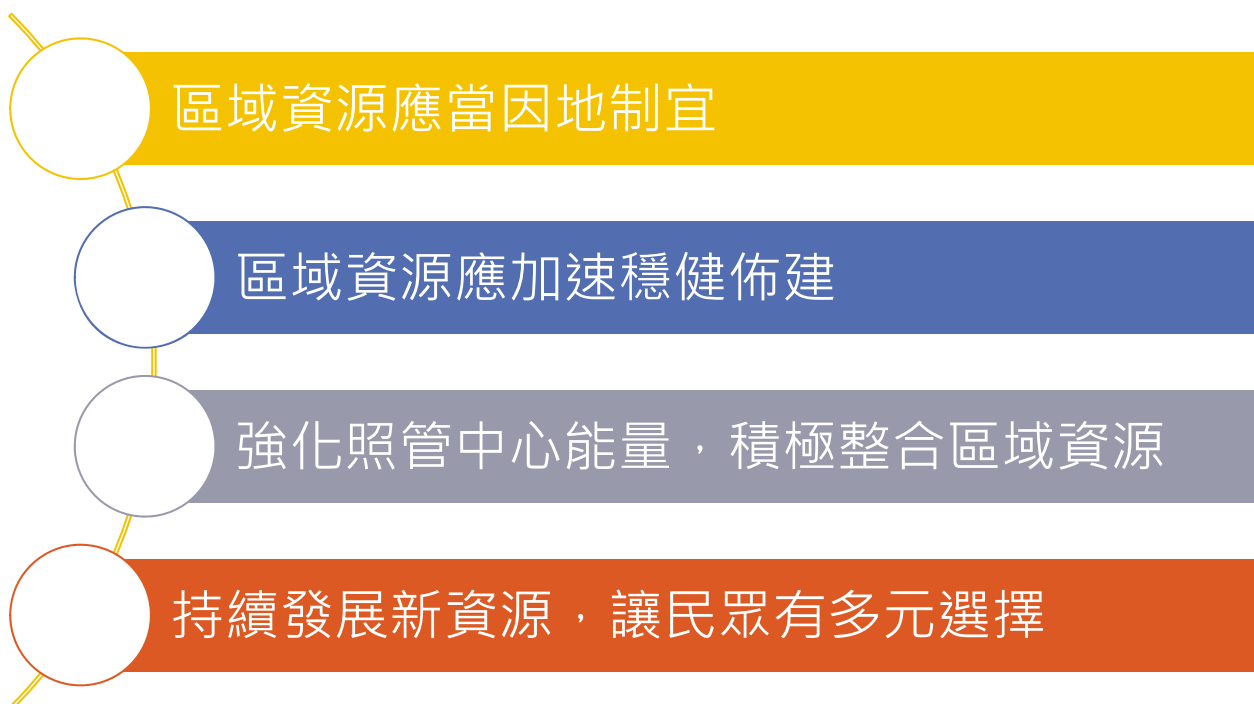 區域資源應當因地制宜
區域資源應加速穩健佈建
強化照管中心能量，積極整合區域資源
持續發展新資源，讓民眾有多元選擇